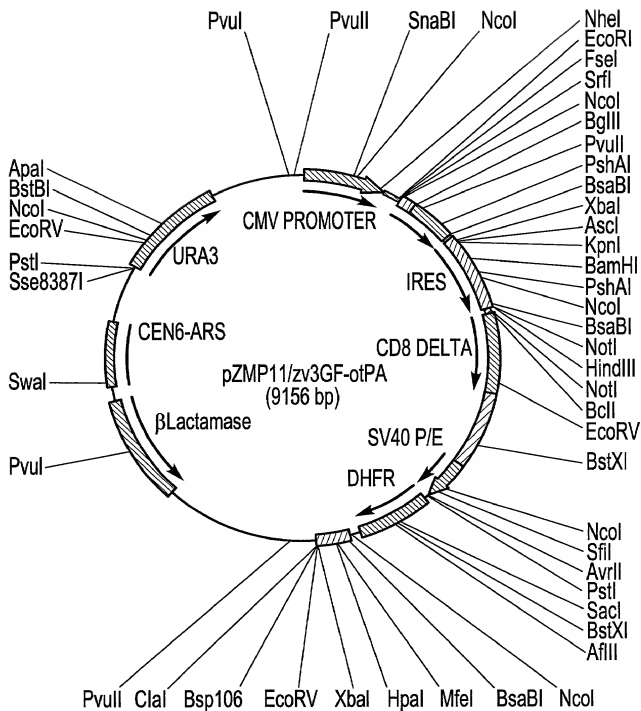 PvuI PvuII SnaBI NcoI
NheI
EcoRI
FseI
SrfI
NcoI
BglII
PvuII
PshAI
BsaBI
XbaI
AscI
KpnI
BamHI
PshAI
NcoI
BsaBI
NotI
HindIII
NotI
BclI
EcoRV
BstXI
NcoI
SfiI
AvrII
PstI
SacI
BstXI
AflII
ApaI
BstBI
NcoI
EcoRV
PstI
Sse8387I
SwaI
PvuI
CMV PROMOTER
URA3
IRES
CEN6-ARS
CD8 DELTA
pZMP11/zv3GF-otPA
(9156 bp)
βLactamase
SV40 P/E
DHFR
PvuII ClaI Bsp106 EcoRV XbaI HpaI MfeI BsaBI NcoI